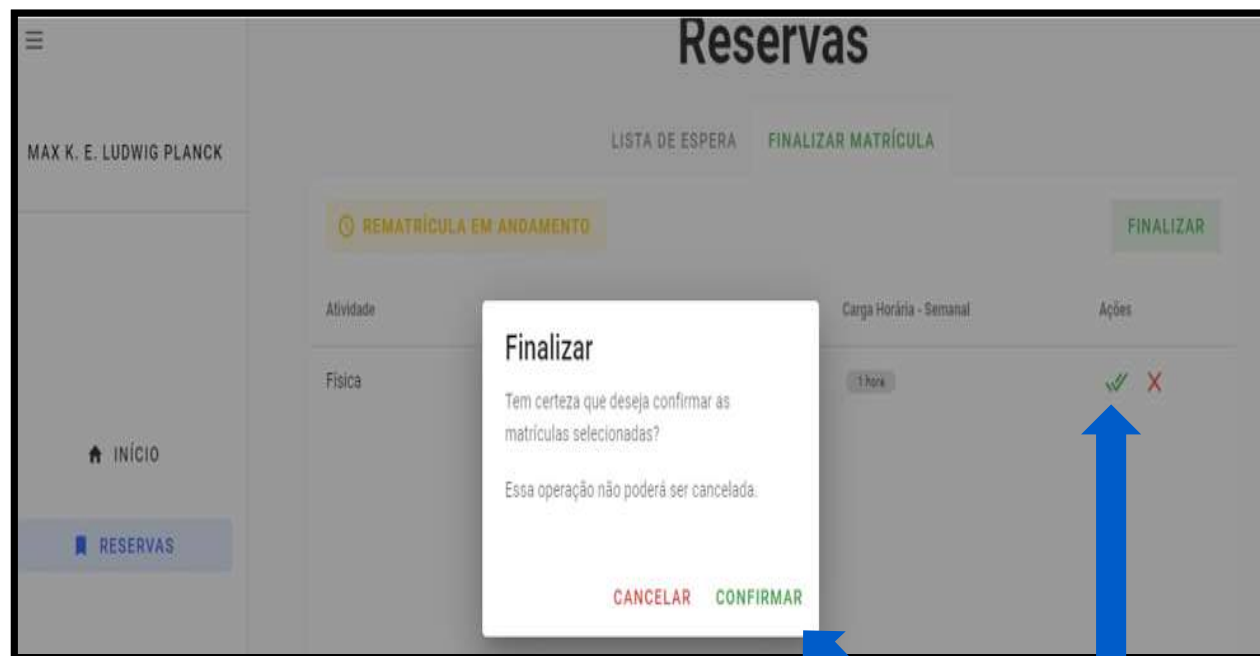 Reservas
MAX K. E. LUDWIG PLANCK
LISTA DE ESPERA
FINALIZAR MATRÍCULA
REMATRÍCULA EM ANDAMENTO
FINALIZAR
Atividade
Carga Horária - Semanal
Ações
Física
1 hora
Finalizar
Tem certeza que deseja confirmar as
matrículas selecionadas?
Essa operação não poderá ser cancelada.
CANCELAR
CONFIRMAR
INÍCIO
RESERVAS